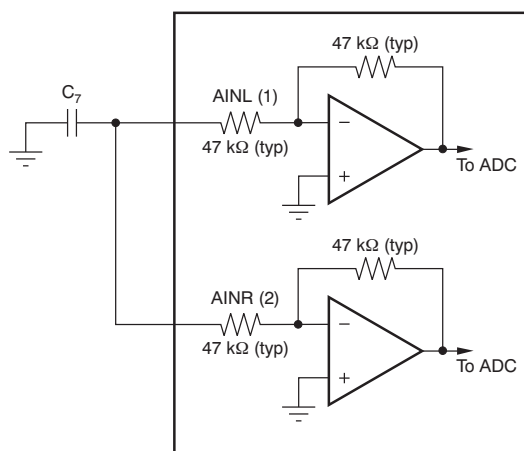 47 kΩ (typ)
C7
AINL (1)
47 kΩ (typ)
−
+
To ADC
47 kΩ (typ)
AINR (2)
47 kΩ (typ)
−
+
To ADC